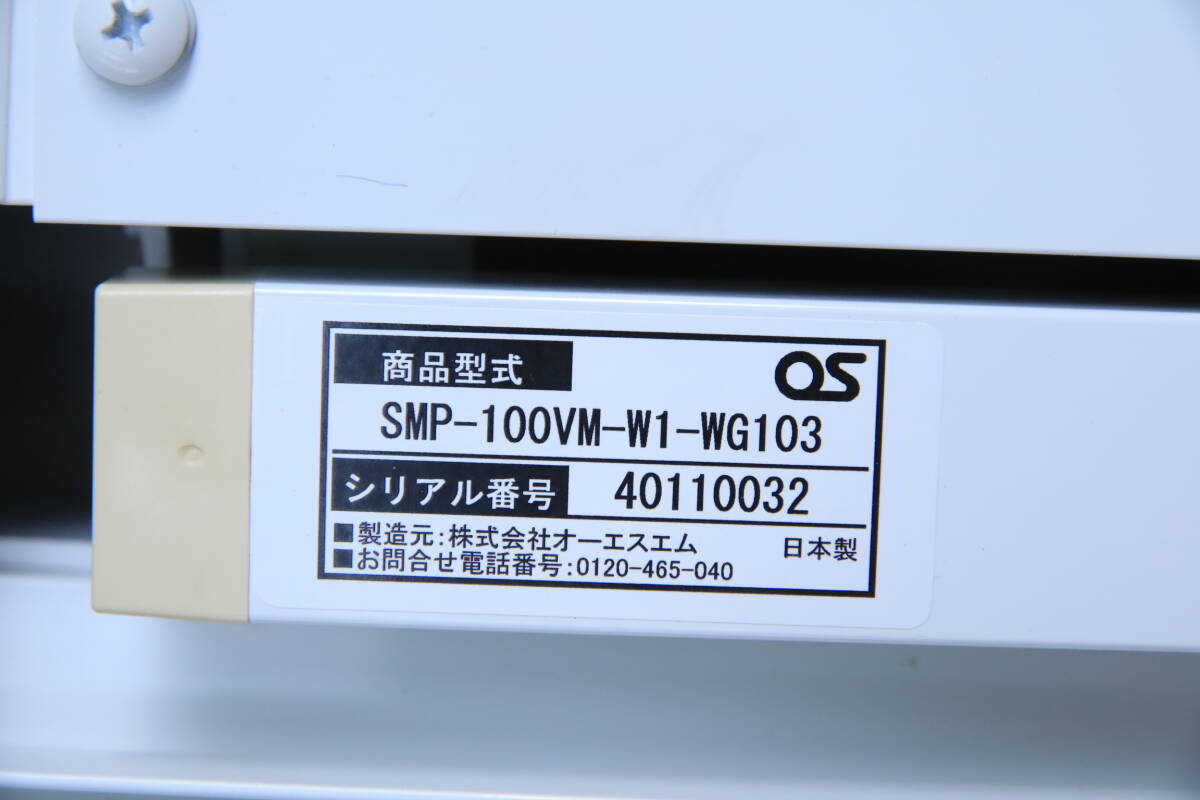 商品型式
OS
SMP-100VM-W1-WG103
シリアル番号 40110032
■製造元:株式会社オーエスエム 日本製
■お問合せ電話番号:0120-465-040